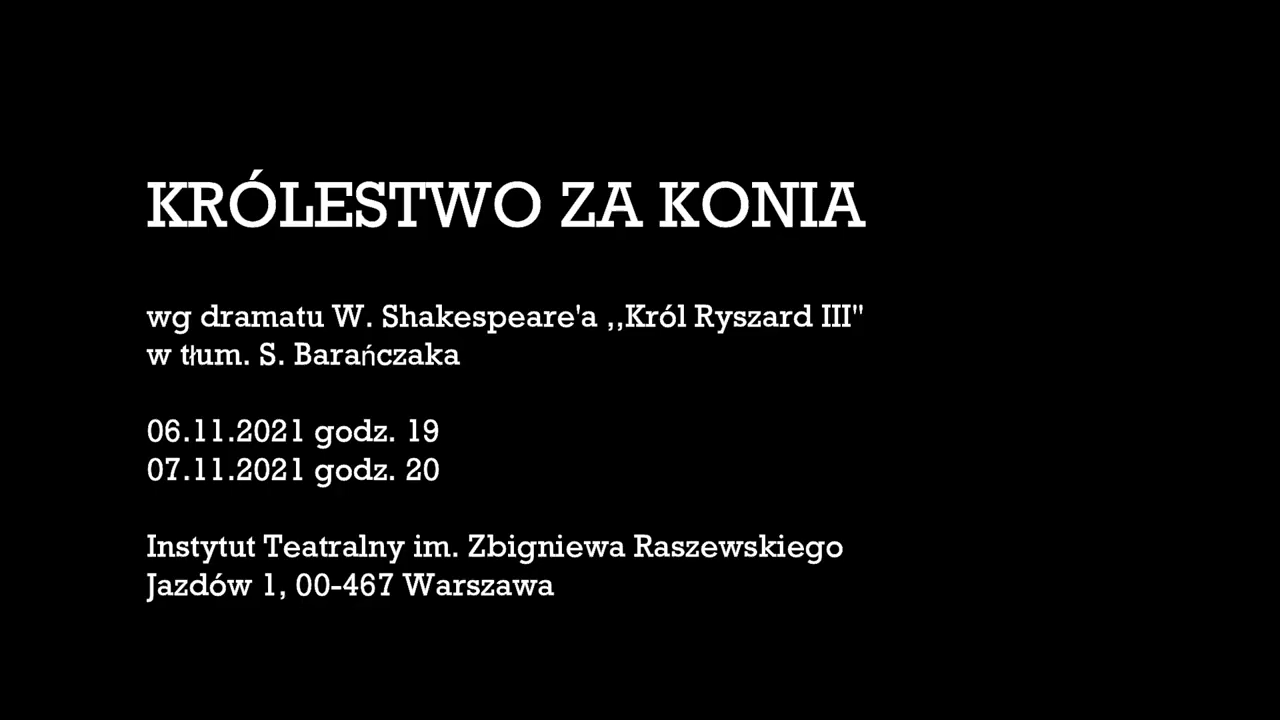 KRÓLESTWO ZA KONIA
wg dramatu W. Shakespeare'a ,,Król Ryszard III"
w tłum. S. Barańczaka
06.11.2021 godz. 19
07.11.2021 godz. 20
Instytut Teatralny im. Zbigniewa Raszewskiego
Jazdów 1, 00-467 Warszawa